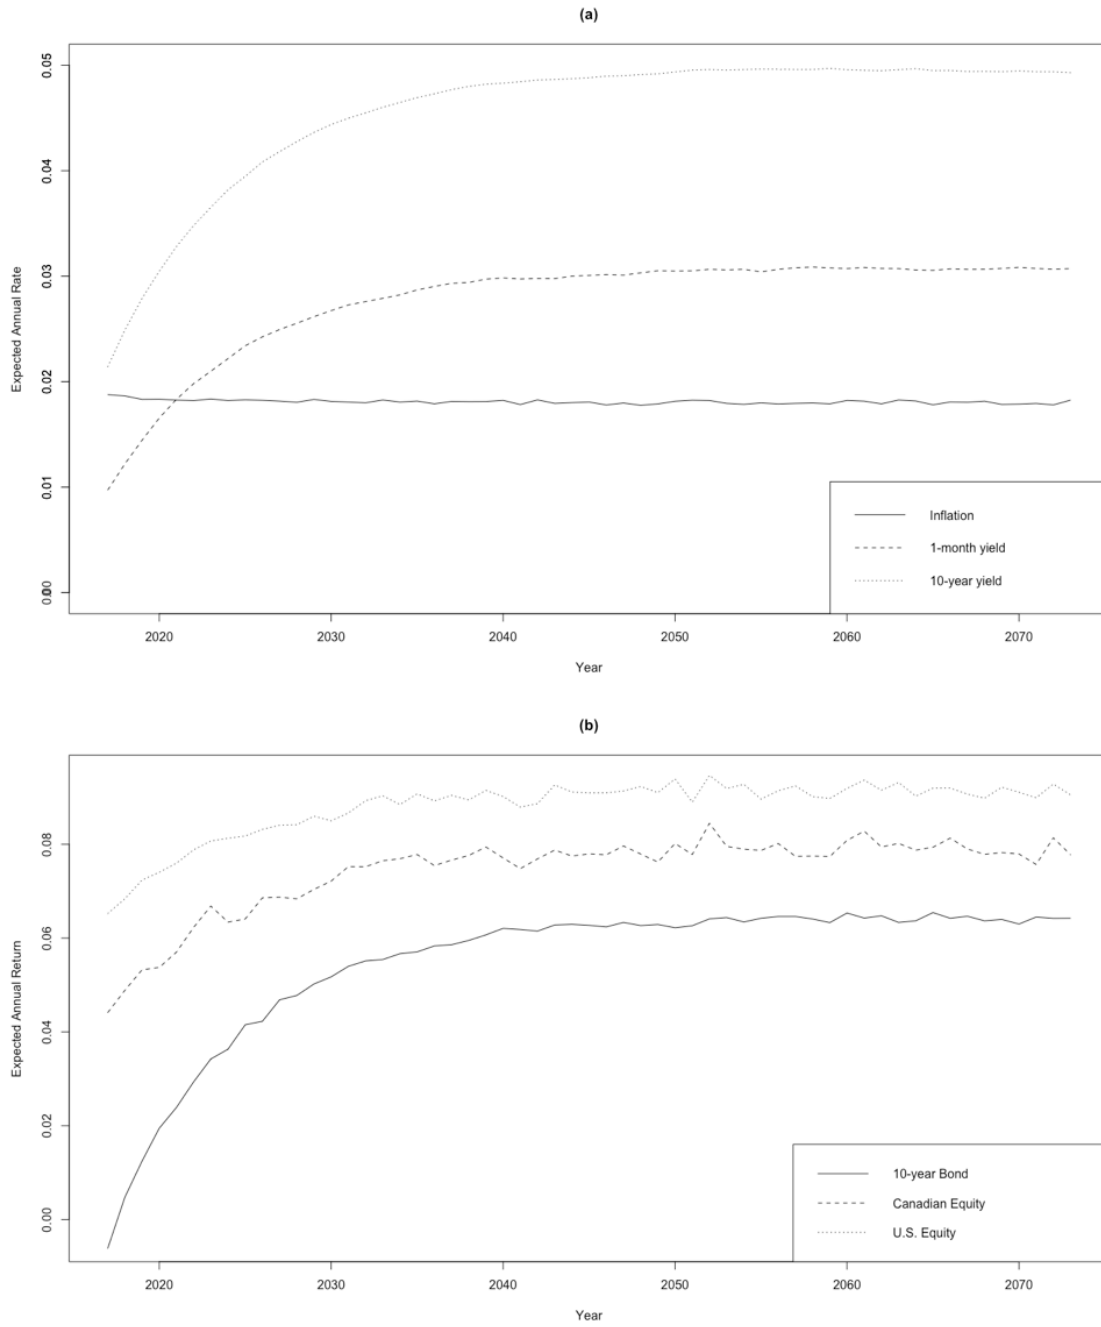 (a)
Expected Annual Rate
0.05
0.04
0.03
0.02
0.01
0.00
Inflation
1-month yield
10-year yield
2020 2030 2040 2050 2060 2070
Year
(b)
Expected Annual Return
0.08
0.06
0.04
0.02
0.00
10-year Bond
Canadian Equity
U.S. Equity
2020 2030 2040 2050 2060 2070
Year